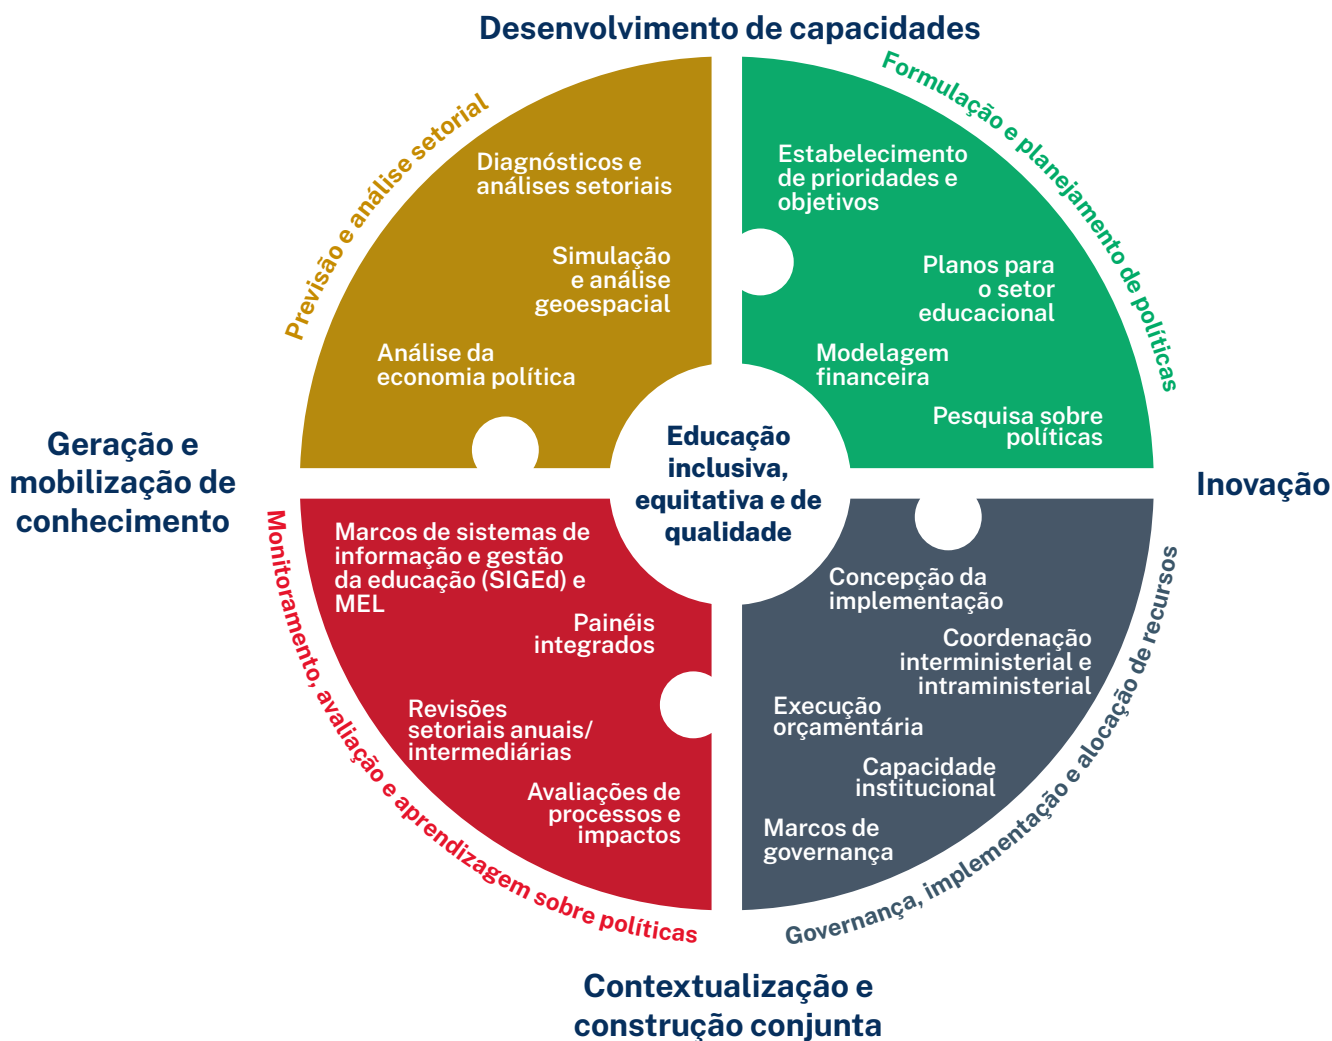 Desenvolvimento de capacidades
Previsão e análise setorial
Diagnósticos e
análises setoriais
Simulação
e análise
geoespacial
Análise da
economia política
Formulação e planejamento de políticas
Estabelecimento
de prioridades e
objetivos
Planos para
o setor
educacional
Modelagem
financeira
Pesquisa sobre
políticas
Geração e
mobilização de
conhecimento
Educação
inclusiva,
equitativa e de
qualidade
Inovação
Monitoramento, avaliação e aprendizagem sobre políticas
Marcos de sistemas de
informação e gestão
da educação (SIGEd) e
MEL
Painéis
integrados
Revisões
setoriais anuais/
intermediárias
Avaliações de
processos e
impactos
Governança, implementação e alocação de recursos
Concepção da
implementação
Coordenação
interministerial e
intraministerial
Execução
orçamentária
Capacidade
institucional
Marcos de
governança
Contextualização e
construção conjunta